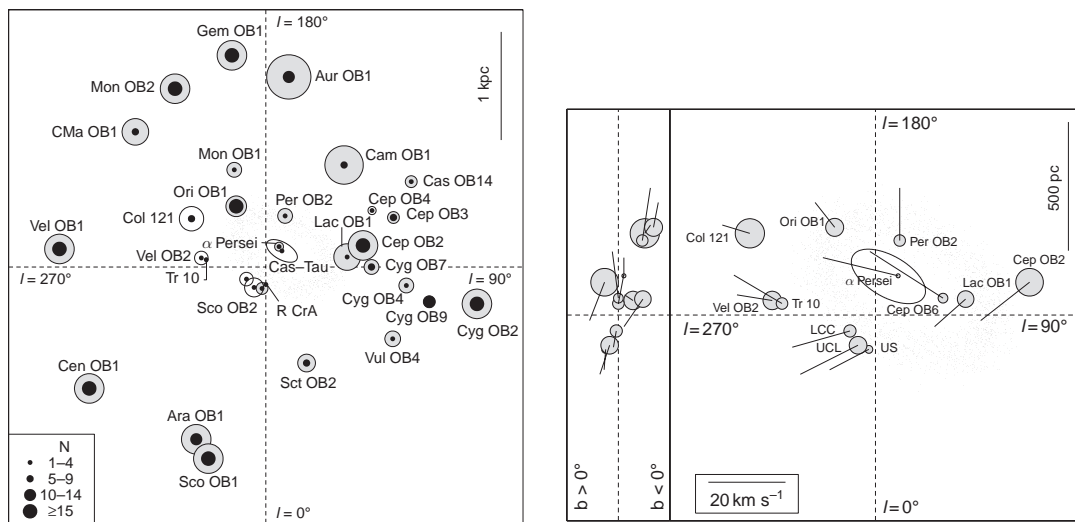 l = 180°
Gem OB1
Aur OB1
Mon OB2
1 kpc
CMa OB1
Mon OB1
Cam OB1
Cas OB14
Ori OB1
Per OB2
Cep OB4
Col 121
Lac OB1
Cep OB3
Vel OB1
α Persei
Cep OB2
Vel OB2
Cas–Tau
Cyg OB7
l = 270°
Tr 10
l = 90°
Sco OB2
R CrA
Cyg OB4
Cyg OB9
Cyg OB2
Vul OB4
Sct OB2
Cen OB1
Ara OB1
Sco OB1
N
1–4
5–9
10–14
≥15
l = 0°
l = 180°
500 pc
Ori OB1
Col 121
Per OB2
Cep OB2
α Persei
Lac OB1
Vel OB2
Tr 10
Cep OB6
l = 270°
l = 90°
LCC
UCL
US
b > 0°
b < 0°
20 km s⁻¹
l = 0°